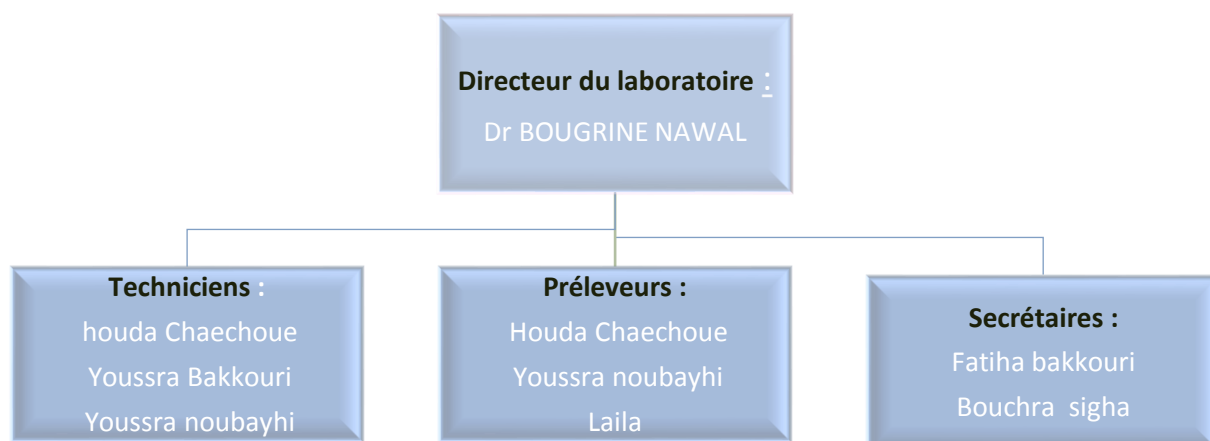 Directeur du laboratoire :
Dr BOUGRINE NAWAL
Techniciens :
houda Chaechoue
Youssra Bakkouri
Youssra noubayhi
Préleveurs :
Houda Chaechoue
Youssra noubayhi
Laila
Secrétaires :
Fatiha bakkouri
Bouchra  sigha